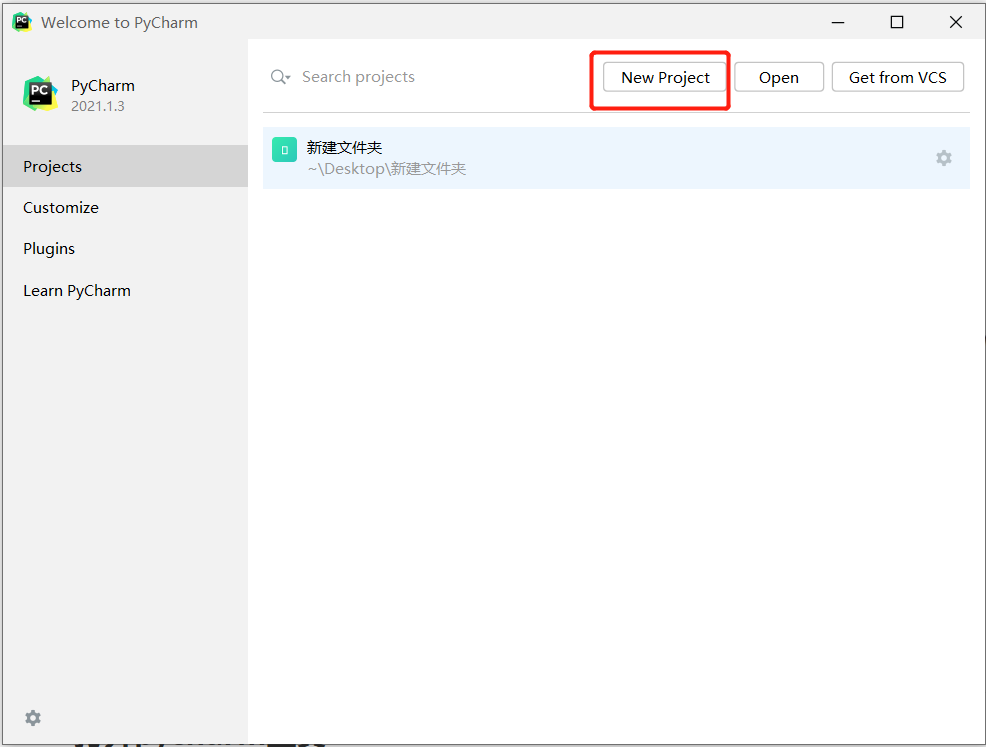 Welcome to PyCharm
PyCharm
2021.1.3
Search projects
New Project
Open
Get from VCS
新建文件夹
~\Desktop\新建文件夹
Projects
Customize
Plugins
Learn PyCharm